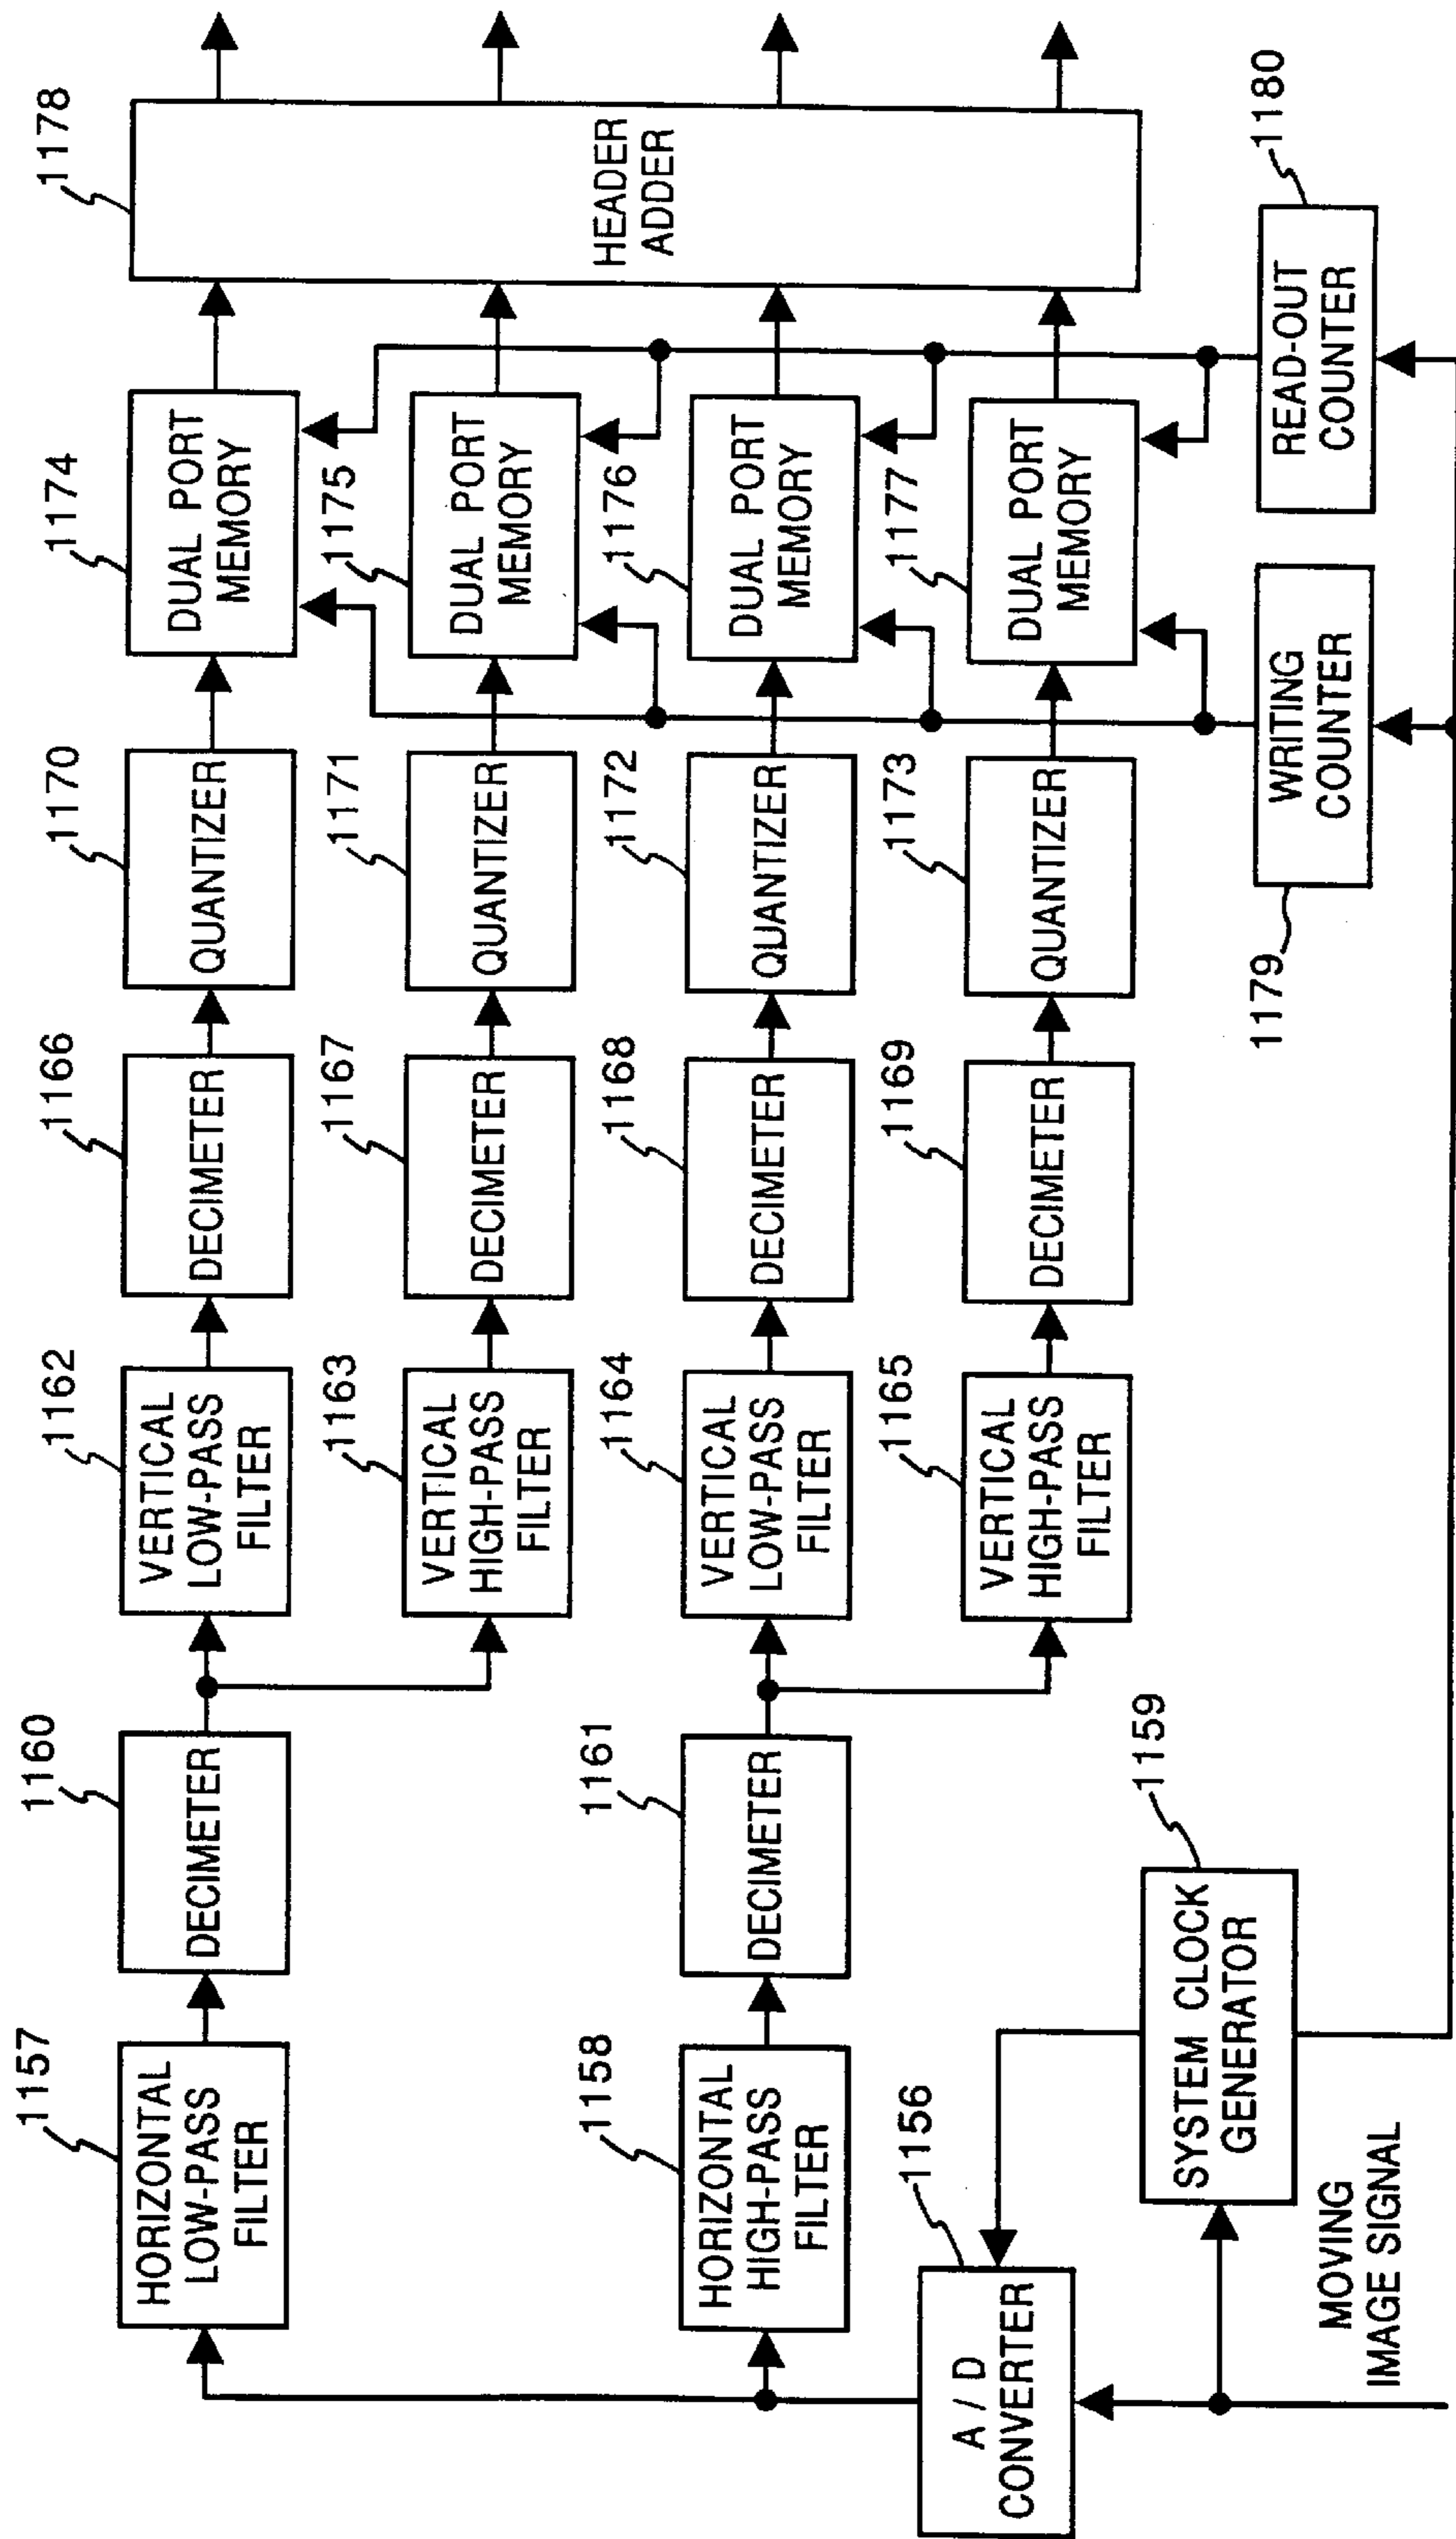 1157
HORIZONTAL
LOW-PASS
FILTER
1160
DECIMETER
1162
VERTICAL
LOW-PASS
FILTER
1166
DECIMETER
1170
QUANTIZER
1174
DUAL PORT
MEMORY
1178
HEADER
ADDER
1163
VERTICAL
HIGH-PASS
FILTER
1167
DECIMETER
1171
QUANTIZER
1175
DUAL PORT
MEMORY
1158
HORIZONTAL
HIGH-PASS
FILTER
1161
DECIMETER
1164
VERTICAL
LOW-PASS
FILTER
1168
DECIMETER
1172
QUANTIZER
1176
DUAL PORT
MEMORY
1165
VERTICAL
HIGH-PASS
FILTER
1169
DECIMETER
1173
QUANTIZER
1177
DUAL PORT
MEMORY
1156
A / D
CONVERTER
1159
SYSTEM CLOCK
GENERATOR
1179
WRITING
COUNTER
1180
READ-OUT
COUNTER
MOVING
IMAGE SIGNAL